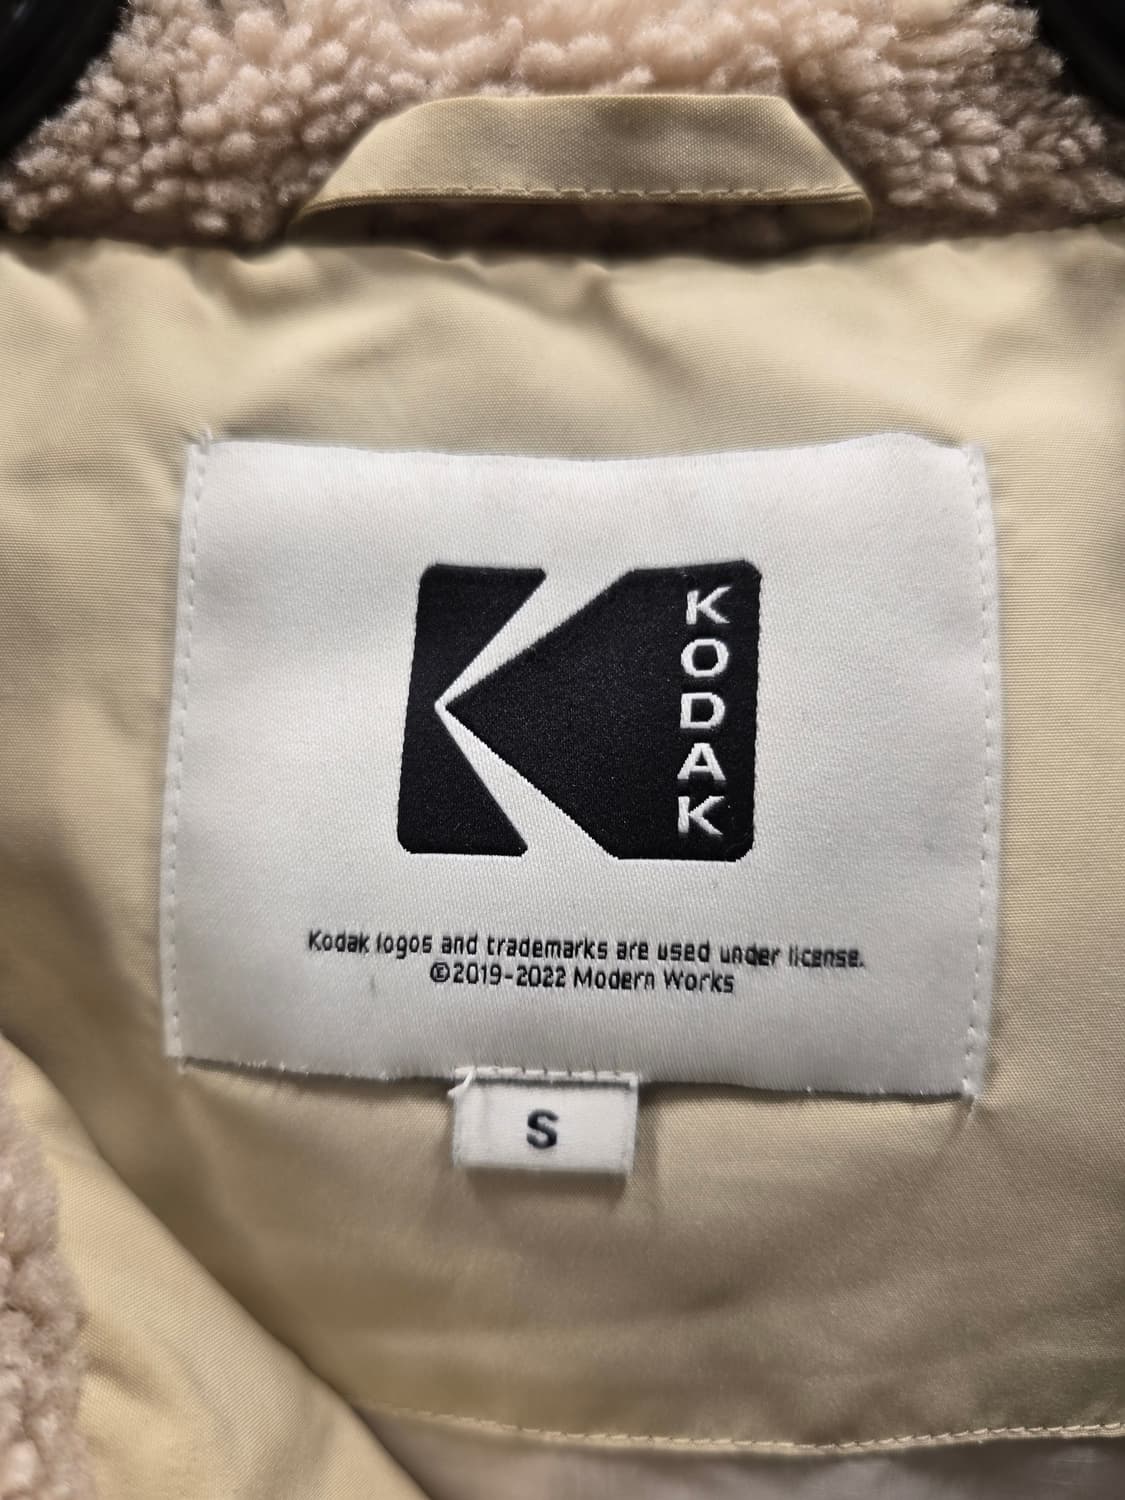 KODAK
Kodak logos and trademarks are used under license.
©2019-2022 Modern Works
S